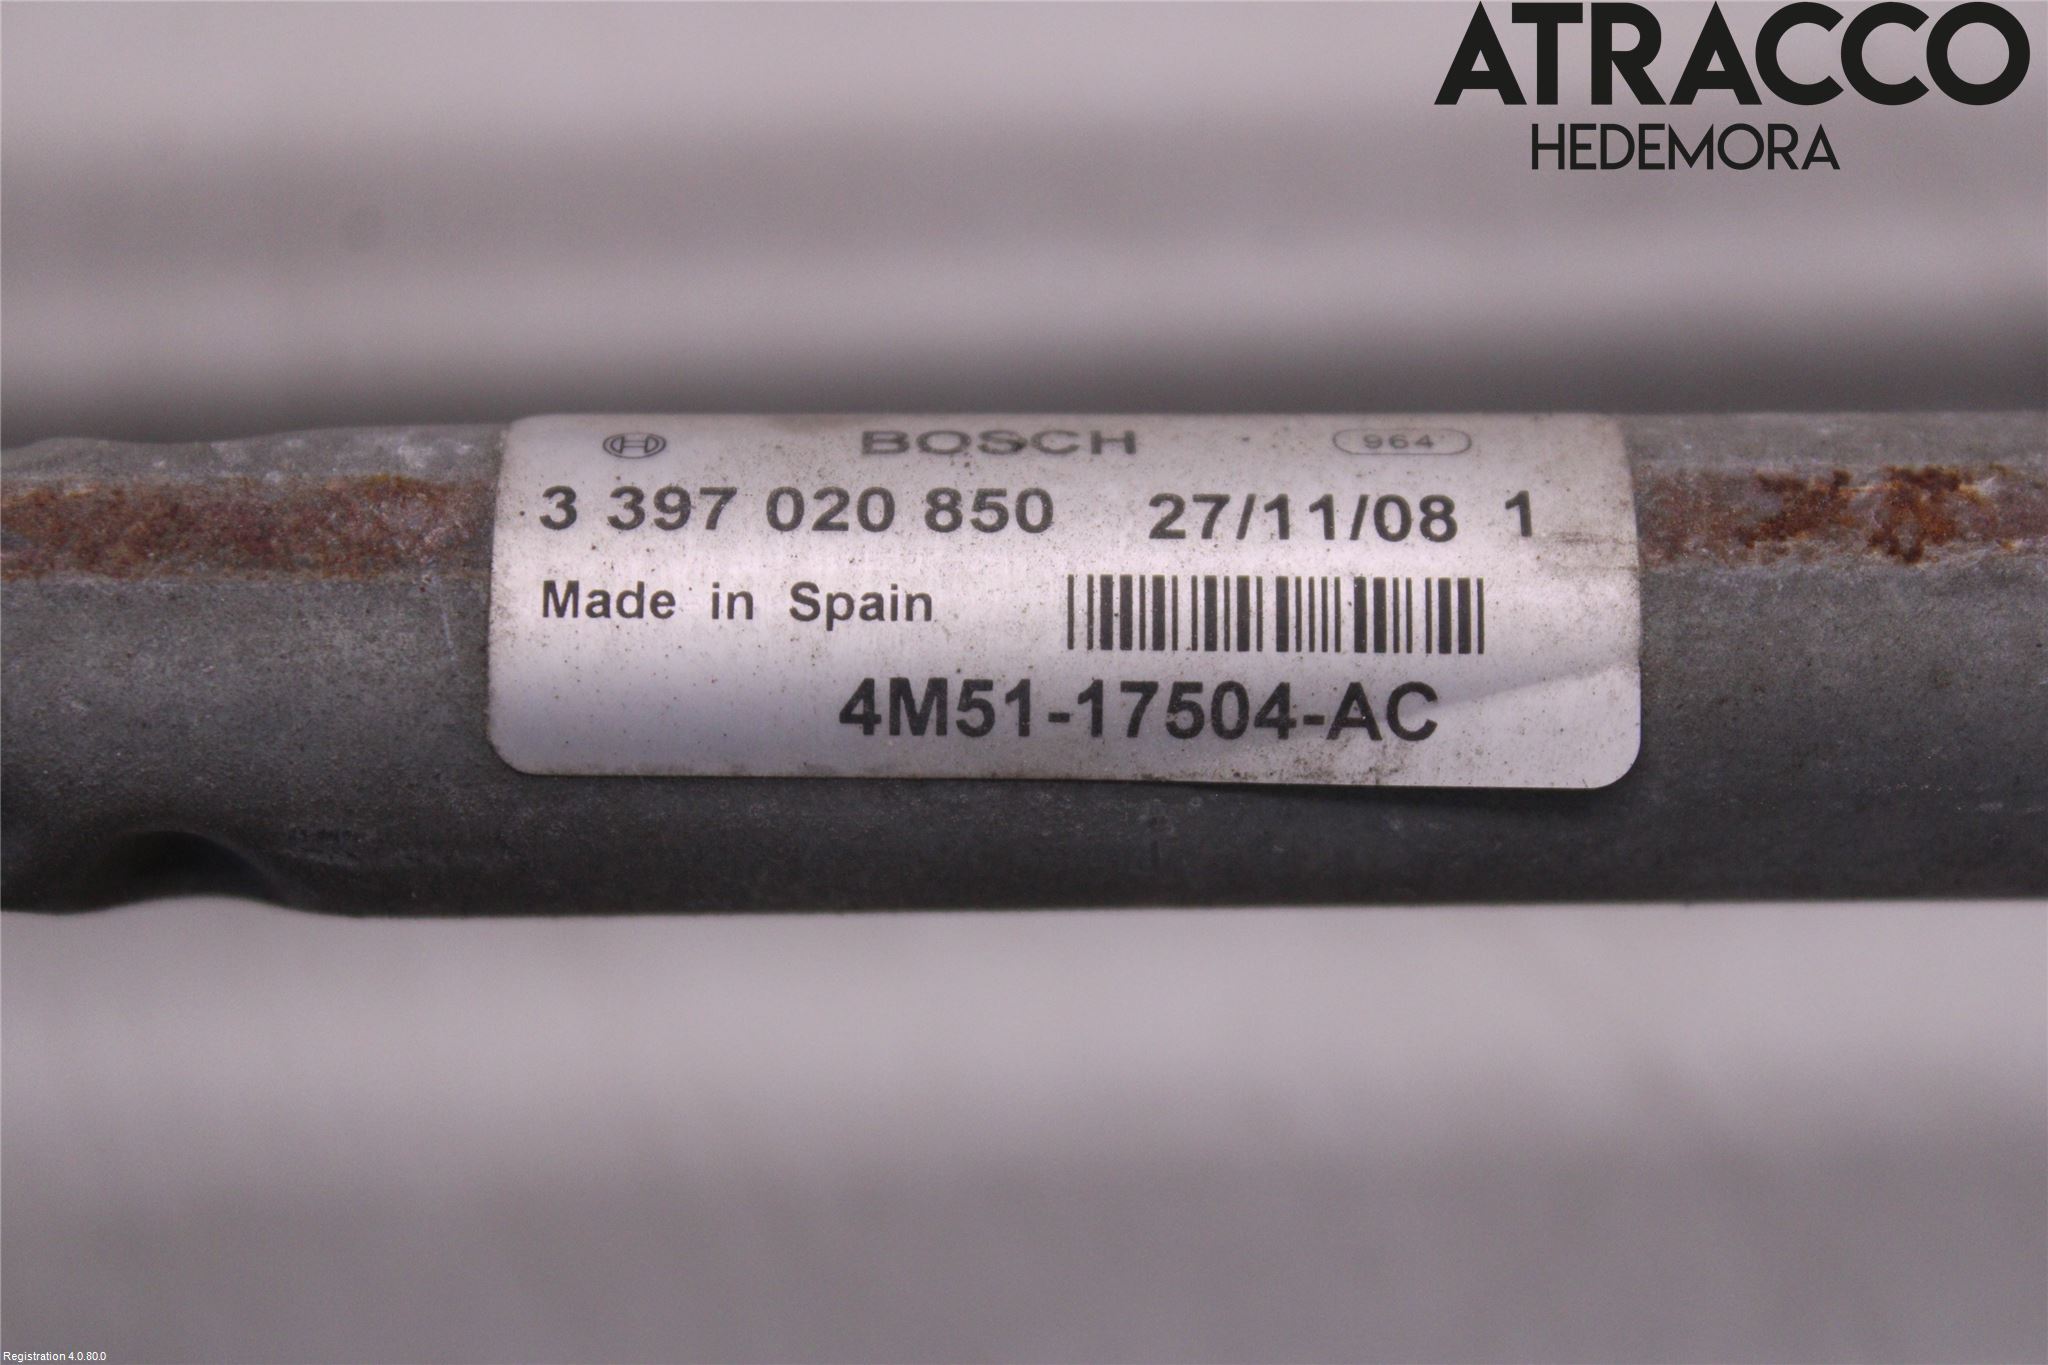 ATRACCO
HEDEMORA
BOSCH 964
3 397 020 850 27/11/08 1
Made in Spain
4M51-17504-AC
Registration 4.0.80.0